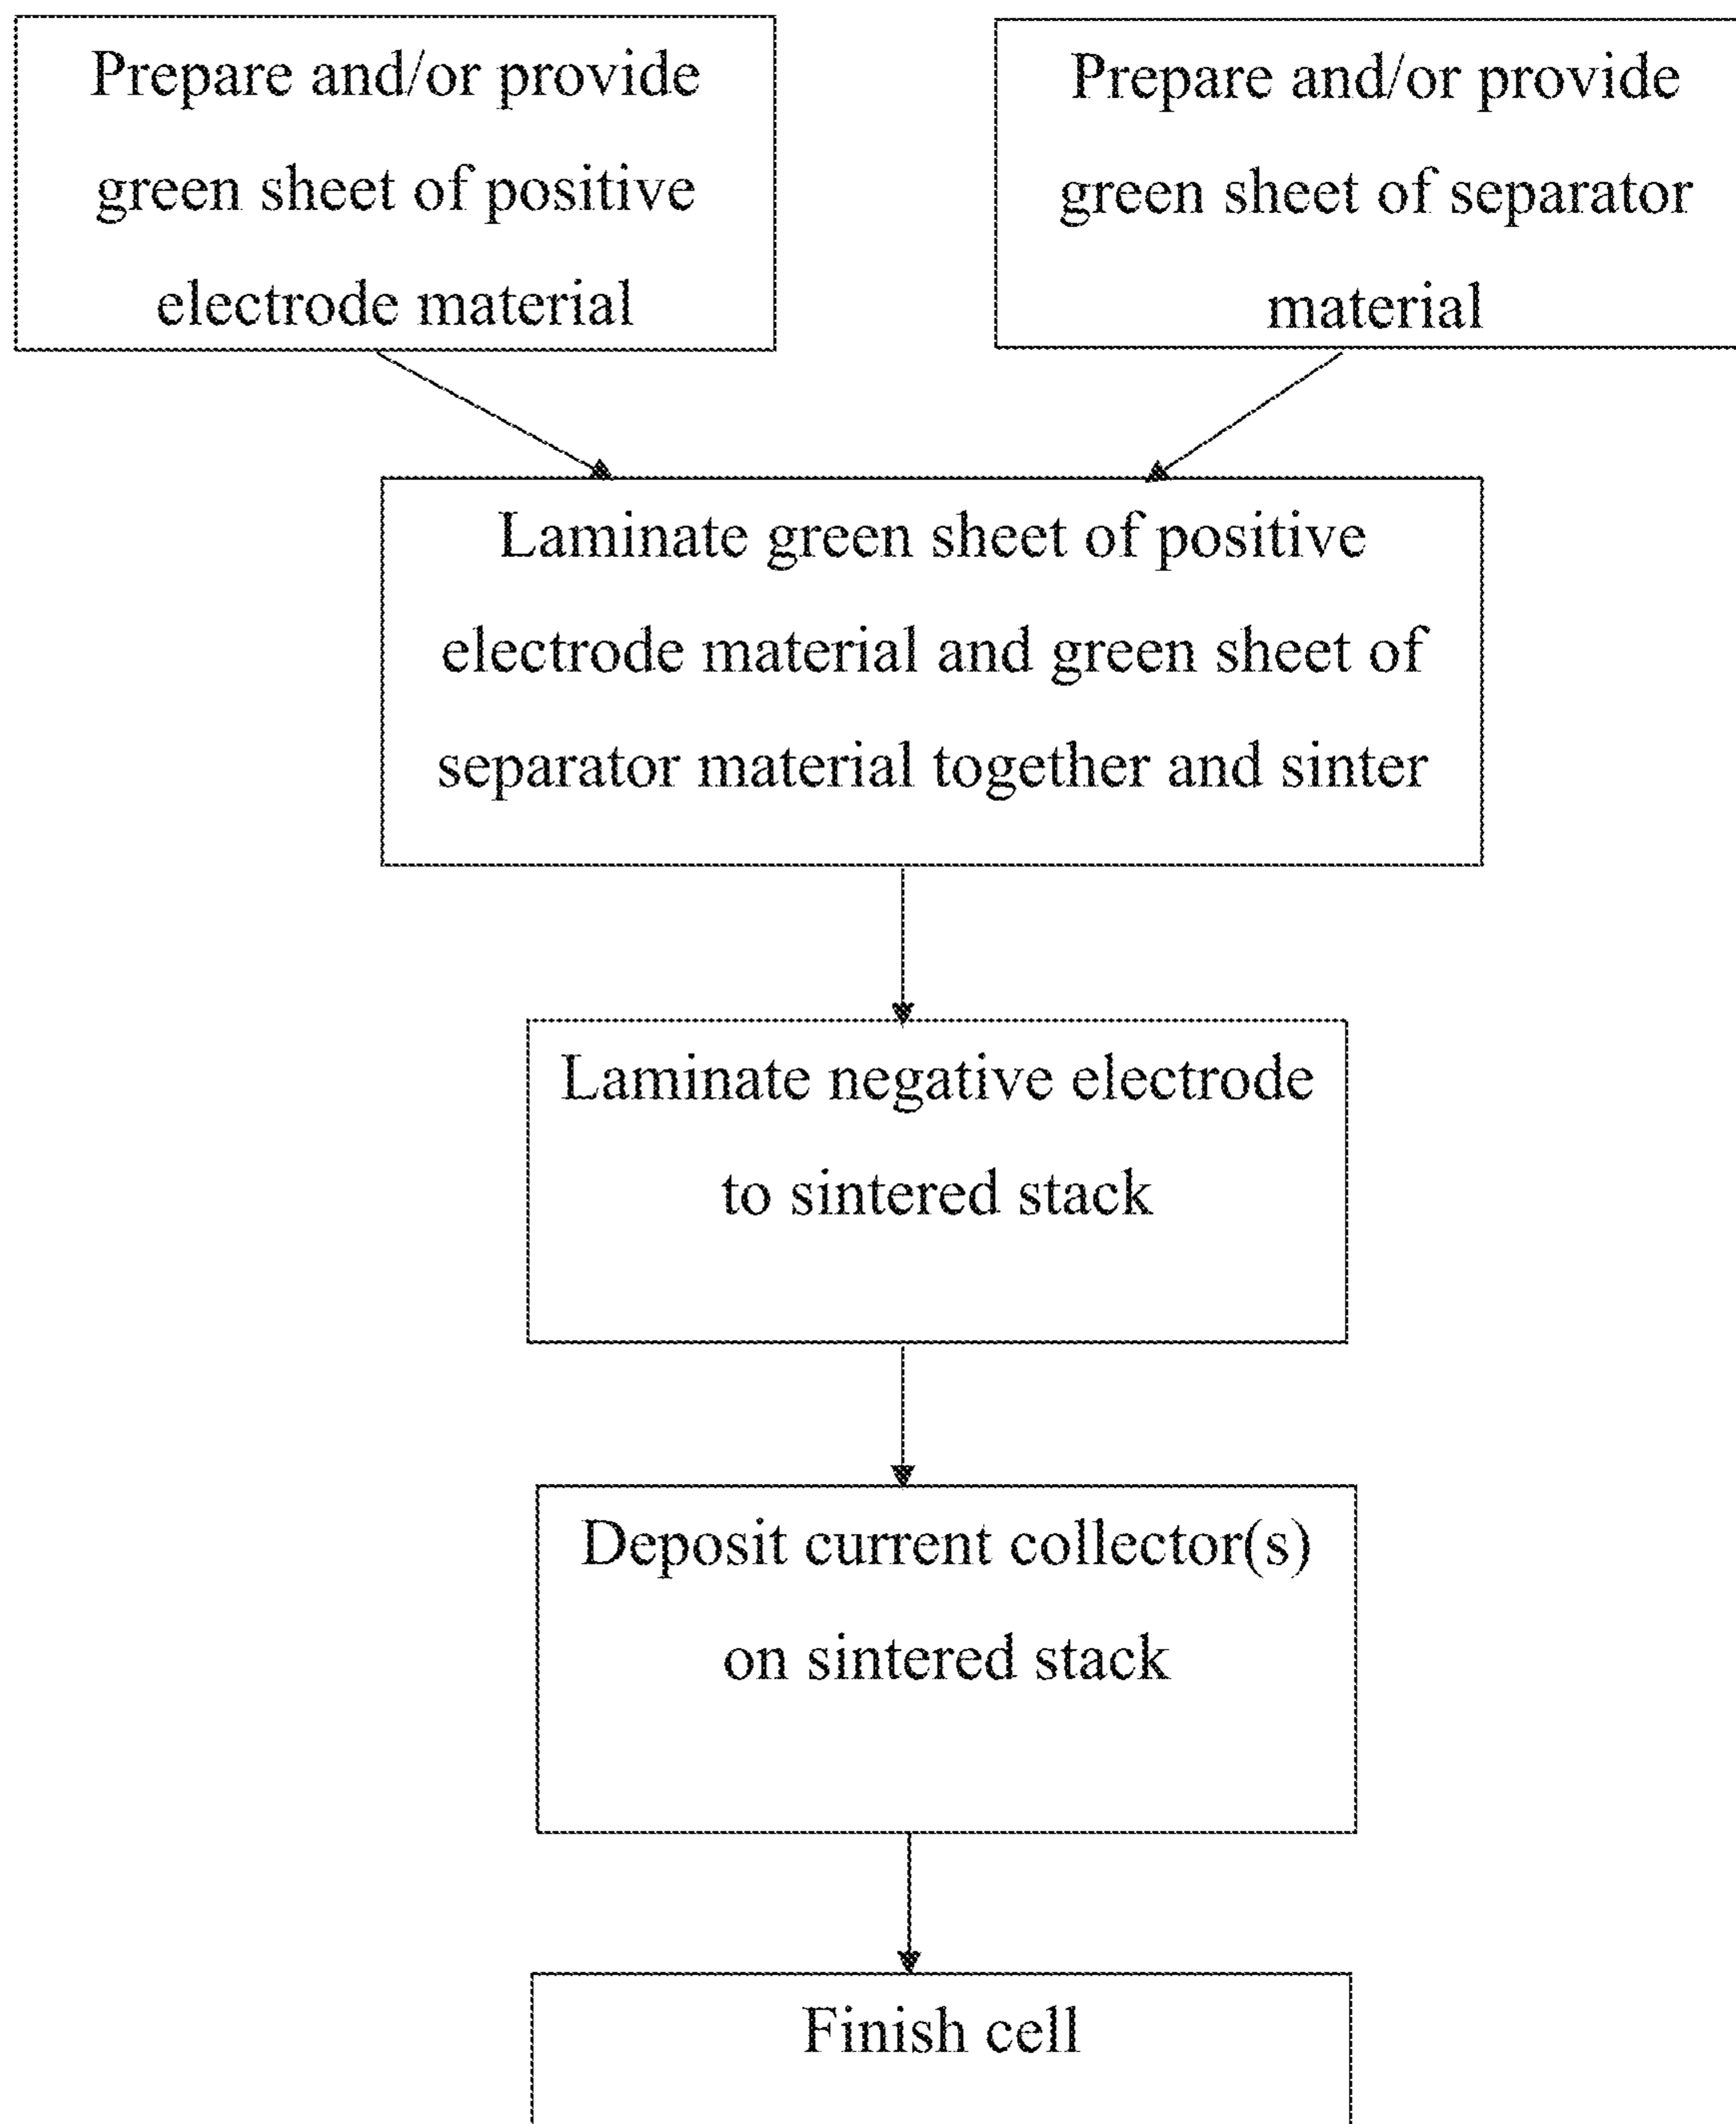 Prepare and/or provide
green sheet of positive
electrode material
Prepare and/or provide
green sheet of separator
material
Laminate green sheet of positive
electrode material and green sheet of
separator material together and sinter
Laminate negative electrode
to sintered stack
Deposit current collector(s)
on sintered stack
Finish cell